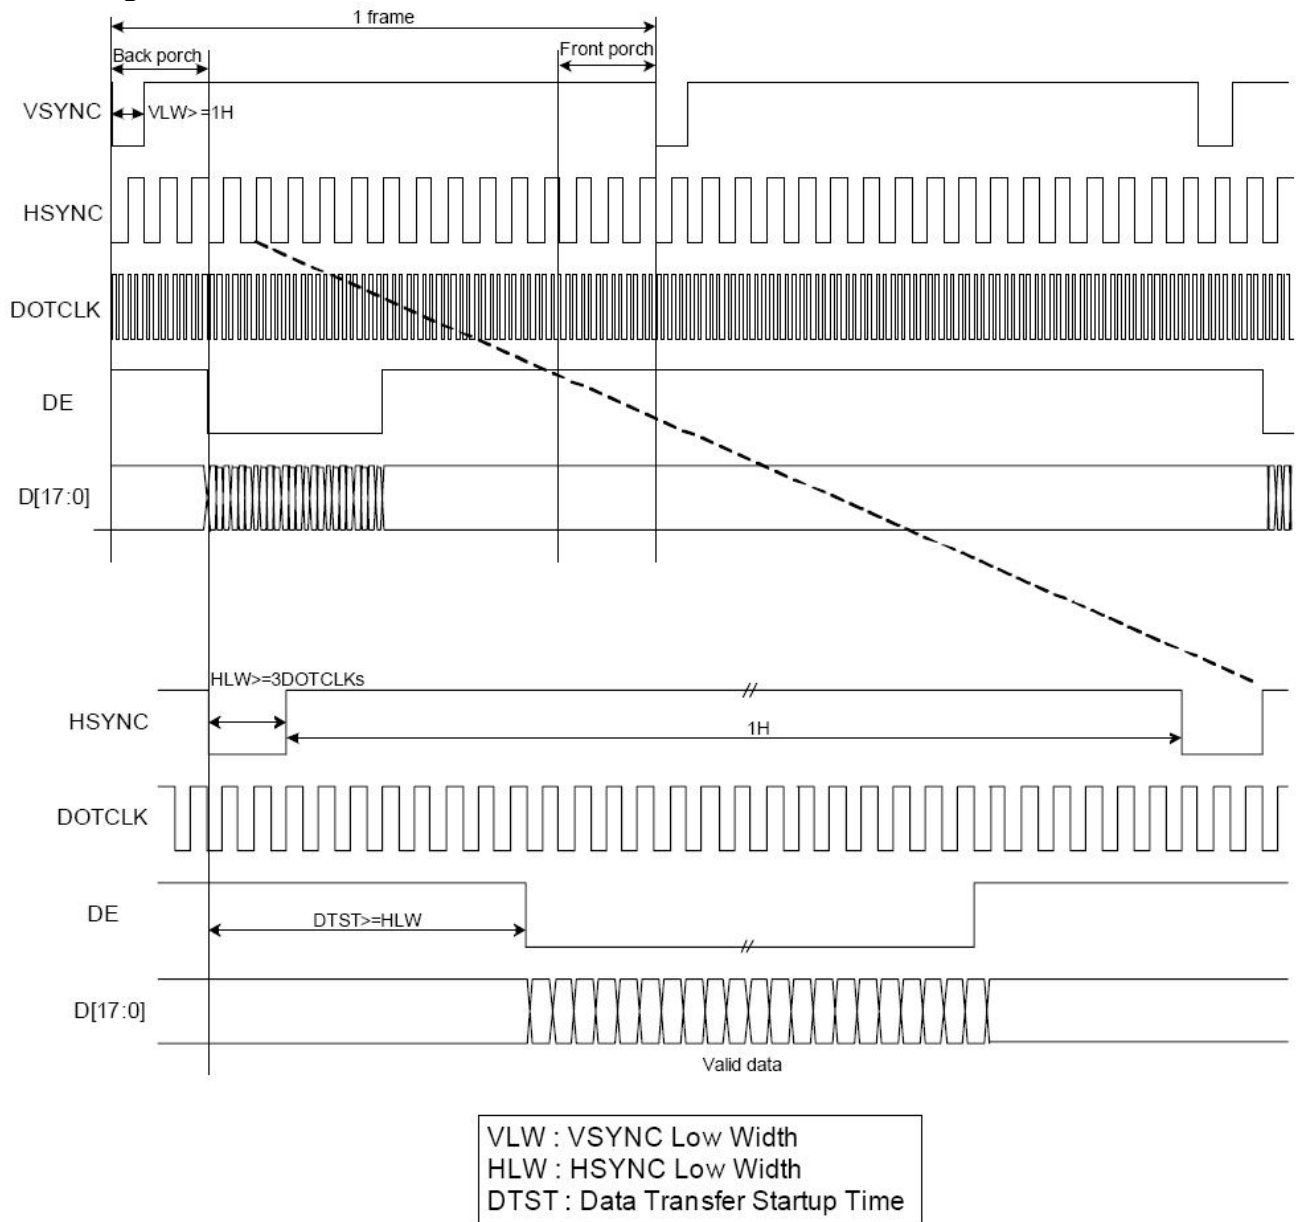 1 frame
Back porch
Front porch
VSYNC
VLW>=1H
HSYNC
DOTCLK
DE
D[17:0]
HLW>=3DOTCLKs
HSYNC
1H
DOTCLK
DE
DTST>=HLW
D[17:0]
Valid data
VLW : VSYNC Low Width
HLW : HSYNC Low Width
DTST : Data Transfer Startup Time